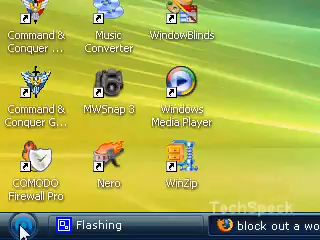 Command &
Conquer ...
Music
Converter
WindowBlinds
Command &
Conquer G...
MWSnap 3
Windows
Media Player
COMODO
Firewall Pro
Nero
WinZip
TechSpeck
Flashing
block out a wo